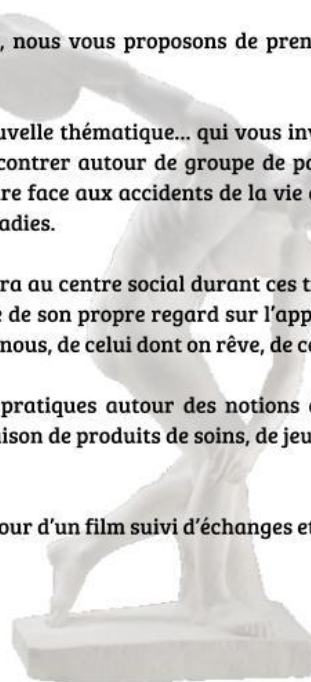 , nous vous proposons de pren
uvelle thématique... qui vous inv
contrer autour de groupe de pa
re face aux accidents de la vie
adies.
ra au centre social durant ces t
e de son propre regard sur l'app
nous, de celui dont on rêve, de c
pratiques autour des notions
aison de produits de soins, de jeu
our d'un film suivi d'échanges et